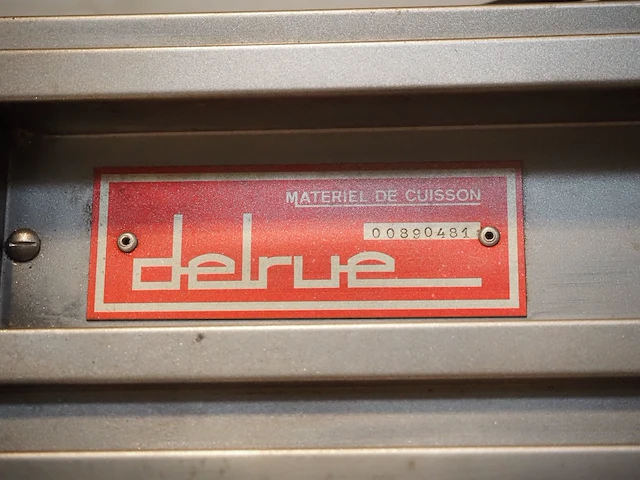 MATERIEL DE CUISSON
00890481
delrue